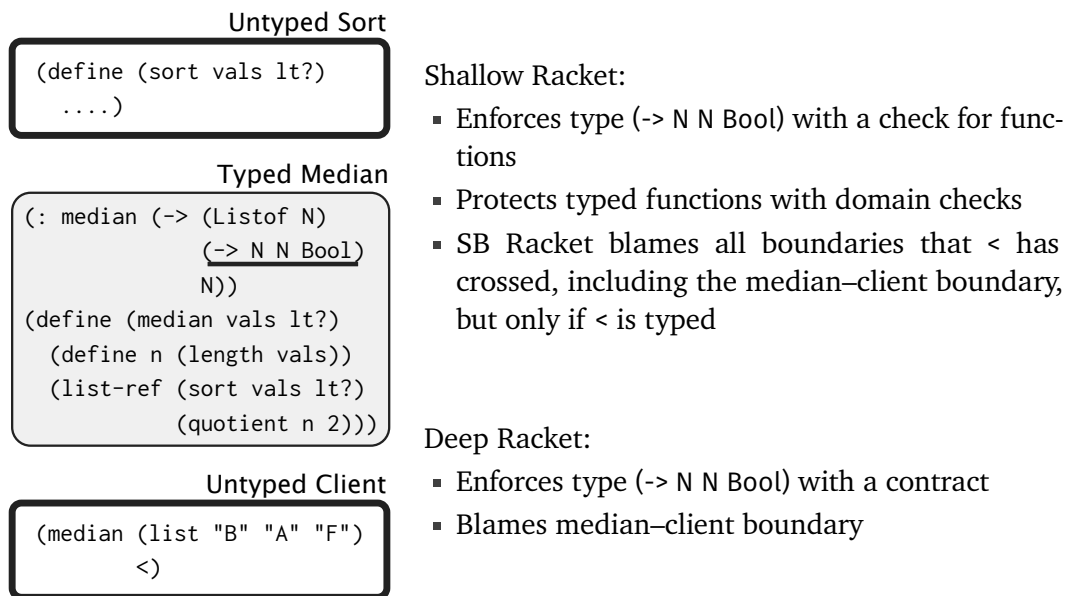 Untyped Sort
(define (sort vals lt?)
....)
Typed Median
(: median (-> (Listof N)
(-> N N Bool)
N))
(define (median vals lt?)
(define n (length vals))
(list-ref (sort vals lt?)
(quotient n 2)))
Untyped Client
(median (list "B" "A" "F")
<)
Shallow Racket:
▪ Enforces type (-> N N Bool) with a check for func-
tions
▪ Protects typed functions with domain checks
▪ SB Racket blames all boundaries that < has
crossed, including the median–client boundary,
but only if < is typed
Deep Racket:
▪ Enforces type (-> N N Bool) with a contract
▪ Blames median–client boundary